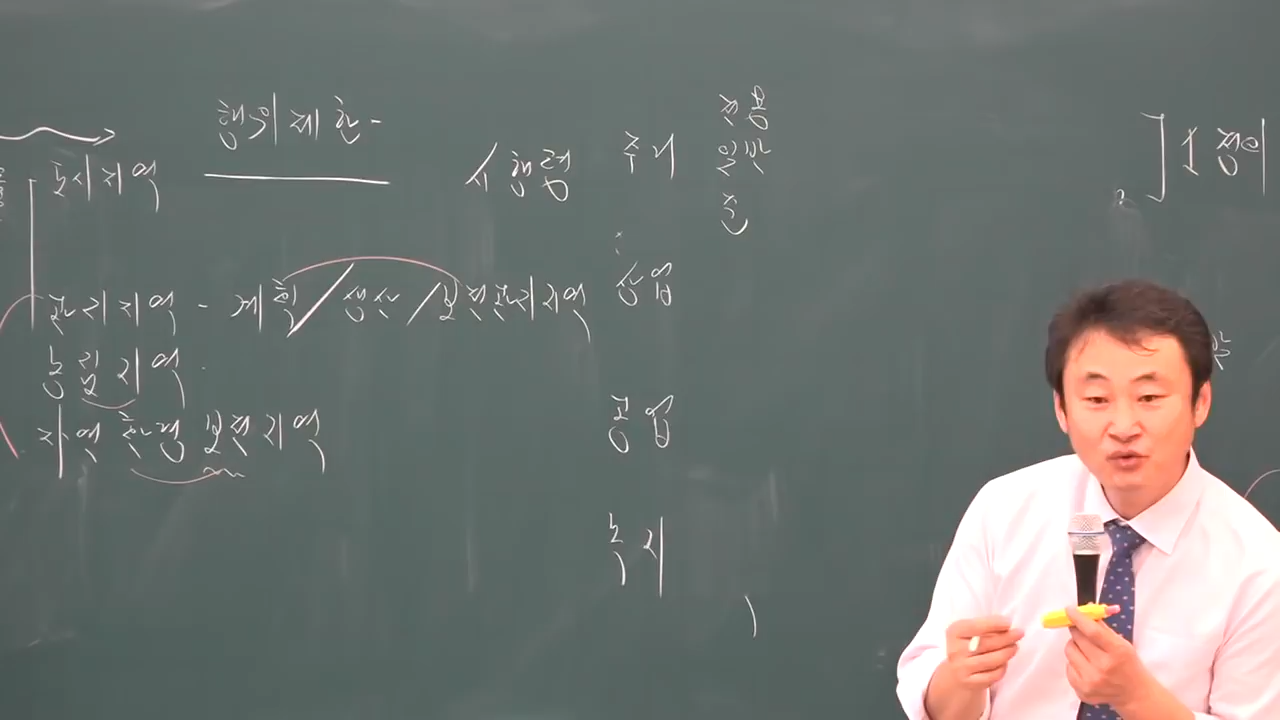 행위제한 -
도시지역
관리지역 - 계획 / 생산 / 보전관리지역
농림지역
자연환경보전지역
시행령
주거
전용
일반
준
상업
공업
녹지